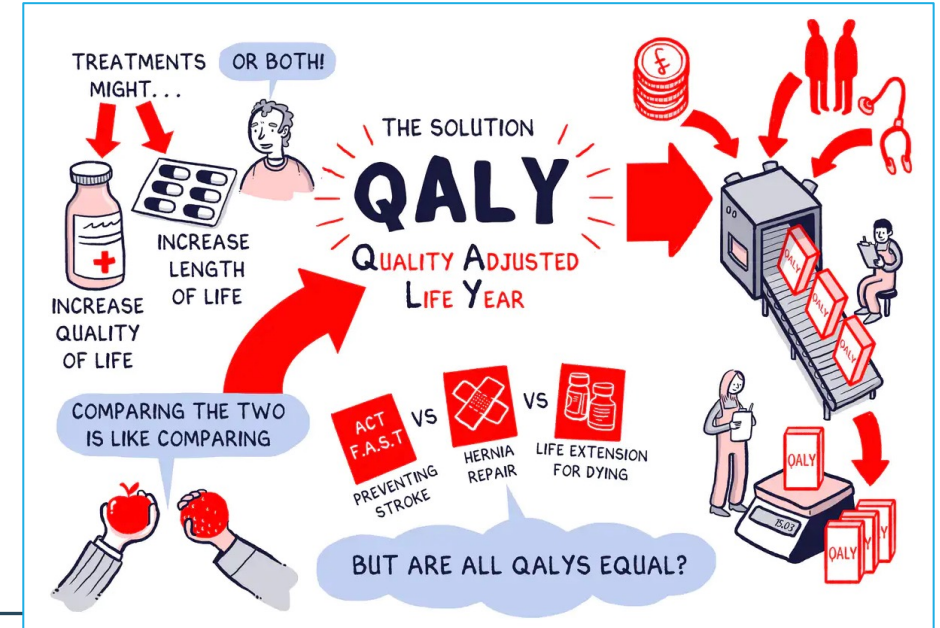 TREATMENTS
MIGHT...
OR BOTH!
INCREASE
QUALITY
OF LIFE
INCREASE
LENGTH
OF LIFE
COMPARING THE TWO
IS LIKE COMPARING
THE SOLUTION
QALY
QUALITY ADJUSTED
LIFE YEAR
£
QALY
QALY
QALY
ACT
F.A.S.T
VS
VS
PREVENTING
STROKE
HERNIA
REPAIR
LIFE EXTENSION
FOR DYING
BUT ARE ALL QALYS EQUAL?
QALY
15.03
QALY
Y
Y